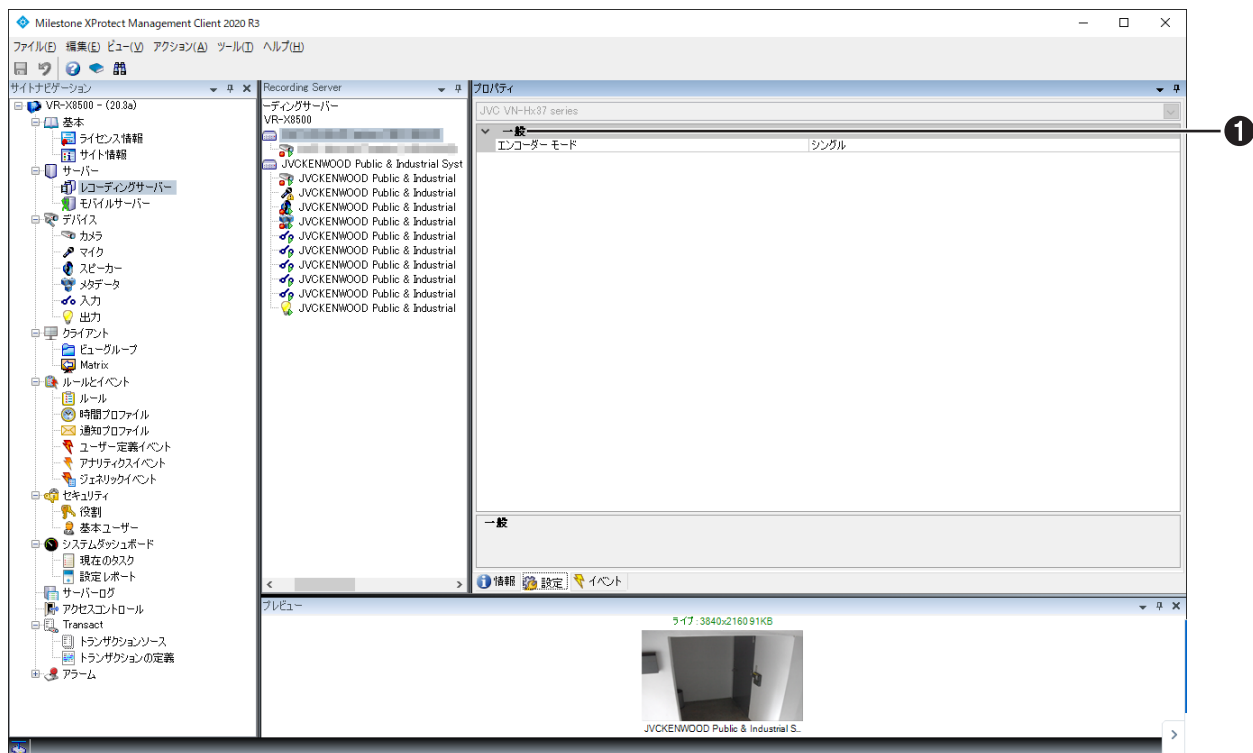 Milestone XProtect Management Client 2020 R3
ファイル(F) 編集(E) ビュー(V) アクション(A) ツール(T) ヘルプ(H)
サイトナビゲーション
VR-X8500 - (20.3a)
基本
ライセンス情報
サイト情報
サーバー
レコーディングサーバー
モバイルサーバー
デバイス
カメラ
マイク
スピーカー
メタデータ
入力
出力
クライアント
ビューグループ
Matrix
ルールとイベント
ルール
時間プロファイル
通知プロファイル
ユーザー定義イベント
アナリティクスイベント
ジェネリックイベント
セキュリティ
役割
基本ユーザー
システムダッシュボード
現在のタスク
設定レポート
サーバーログ
アクセスコントロール
Transact
トランザクションソース
トランザクションの定義
アラーム
Recording Server
ーディングサーバー
VR-X8500
JVCKENWOOD Public & Industrial Syst
JVCKENWOOD Public & Industrial
JVCKENWOOD Public & Industrial
JVCKENWOOD Public & Industrial
JVCKENWOOD Public & Industrial
JVCKENWOOD Public & Industrial
JVCKENWOOD Public & Industrial
JVCKENWOOD Public & Industrial
JVCKENWOOD Public & Industrial
JVCKENWOOD Public & Industrial
JVCKENWOOD Public & Industrial
プロパティ
JVC VN-Hx37 series
一般
1
エンコーダー モード シングル
一般
情報 設定 イベント
プレビュー
ライブ : 3840x2160 91KB
JVCKENWOOD Public & Industrial S...